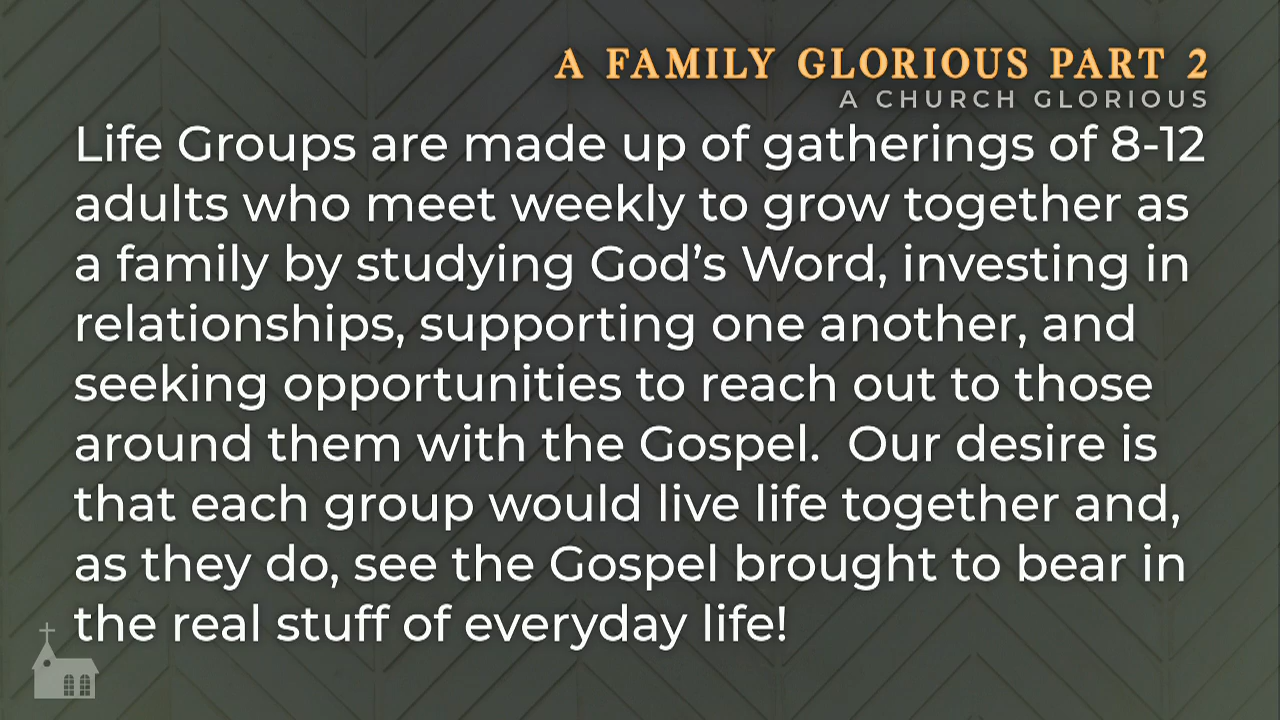 A FAMILY GLORIOUS PART 2
A CHURCH GLORIOUS
Life Groups are made up of gatherings of 8-12
adults who meet weekly to grow together as
a family by studying God’s Word, investing in
relationships, supporting one another, and
seeking opportunities to reach out to those
around them with the Gospel.  Our desire is
that each group would live life together and,
as they do, see the Gospel brought to bear in
the real stuff of everyday life!